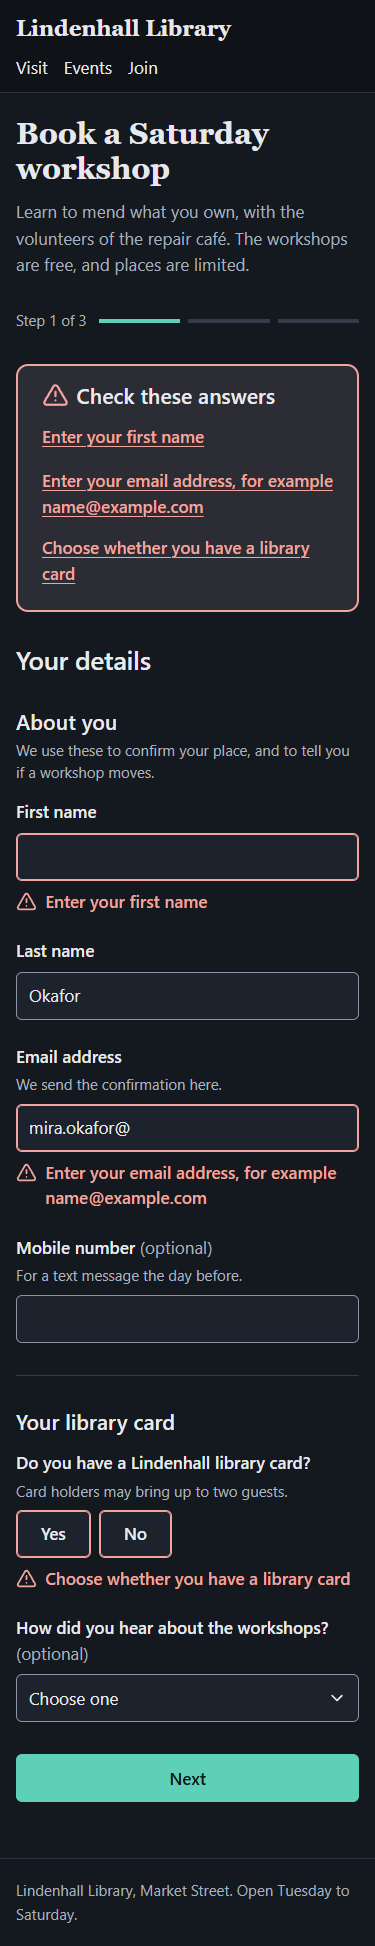 Lindenhall Library
Visit Events Join
Book a Saturday
workshop
Learn to mend what you own, with the
volunteers of the repair café. The workshops
are free, and places are limited.
Step 1 of 3
Check these answers
Enter your first name
Enter your email address, for example
name@example.com
Choose whether you have a library
card
Your details
About you
We use these to confirm your place, and to tell you
if a workshop moves.
First name
Enter your first name
Last name
Okafor
Email address
We send the confirmation here.
mira.okafor@
Enter your email address, for example
name@example.com
Mobile number (optional)
For a text message the day before.
Your library card
Do you have a Lindenhall library card?
Card holders may bring up to two guests.
Yes No
Choose whether you have a library card
How did you hear about the workshops?
(optional)
Choose one
Next
Lindenhall Library, Market Street. Open Tuesday to
Saturday.